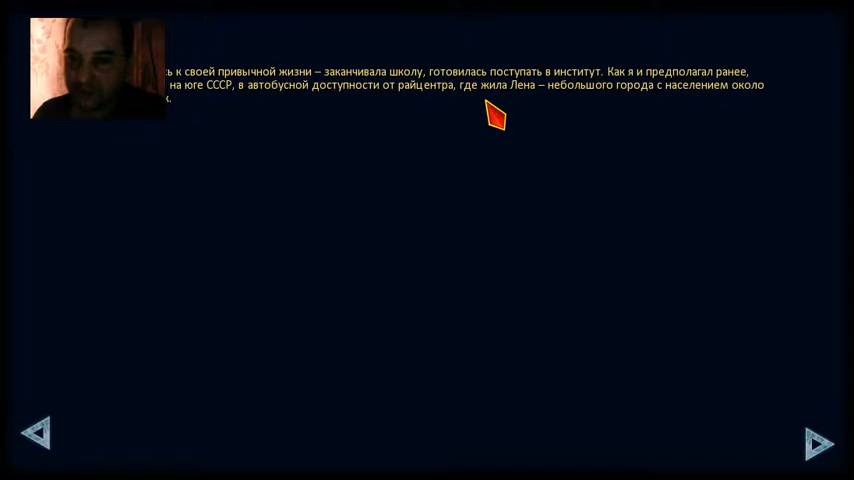 к своей привычной жизни – заканчивала школу, готовилась поступать в институт. Как я и предполагал ранее,
на юге СССР, в автобусной доступности от райцентра, где жила Лена – небольшого города с населением около